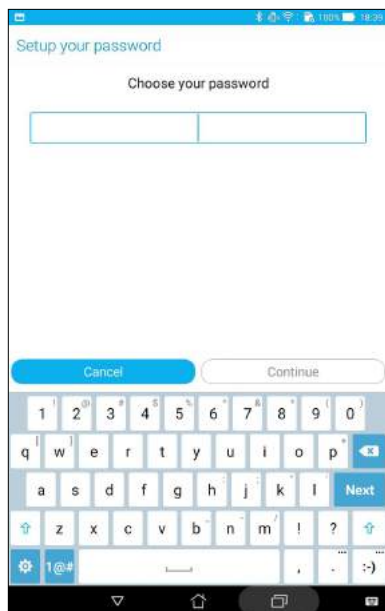 100% 18:39
Setup your password
Choose your password
Cancel Continue
1 ! 2 @ 3 # 4 $ 5 % 6 ^ 7 & 8 * 9 ( 0 )
q [ w ] e r t y u i o p +
a s d f g h : j ; k ' l Next
z x c v b - n _ m / ! ?
1@# , . ... :-) ...